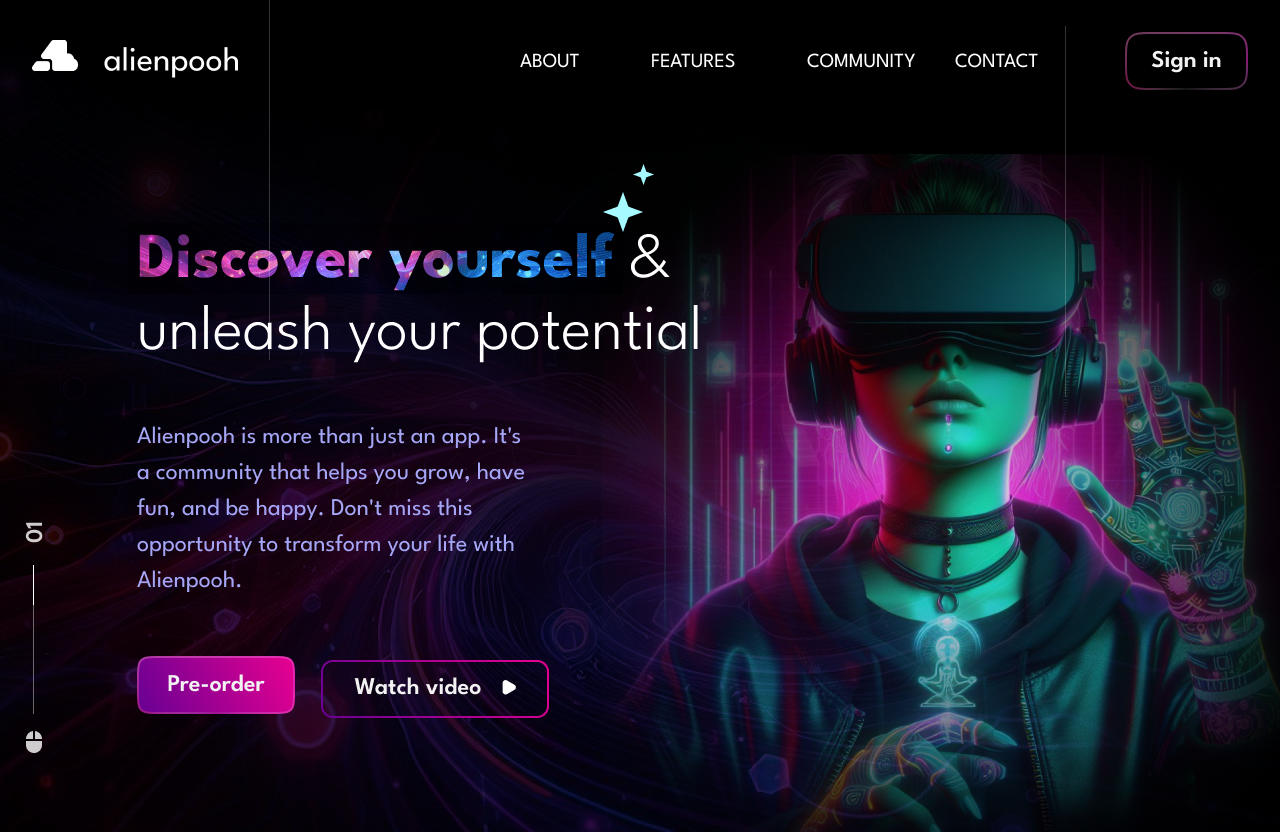 alienpooh
ABOUT FEATURES COMMUNITY CONTACT
Sign in
Discover yourself &
unleash your potential
Alienpooh is more than just an app. It's
a community that helps you grow, have
fun, and be happy. Don't miss this
opportunity to transform your life with
Alienpooh.
01
Pre-order
Watch video